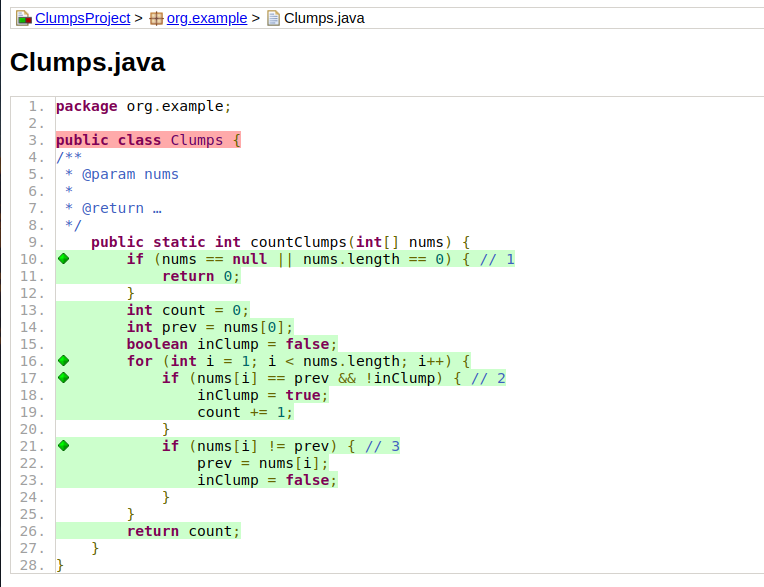 ClumpsProject > org.example > Clumps.java
Clumps.java
1. package org.example;
2.
3. public class Clumps {
4. /**
5.  * @param nums
6.  *
7.  * @return …
8.  */
9.     public static int countClumps(int[] nums) {
10.         if (nums == null || nums.length == 0) { // 1
11.             return 0;
12.         }
13.         int count = 0;
14.         int prev = nums[0];
15.         boolean inClump = false;
16.         for (int i = 1; i < nums.length; i++) {
17.             if (nums[i] == prev && !inClump) { // 2
18.                 inClump = true;
19.                 count += 1;
20.             }
21.             if (nums[i] != prev) { // 3
22.                 prev = nums[i];
23.                 inClump = false;
24.             }
25.         }
26.         return count;
27.     }
28. }